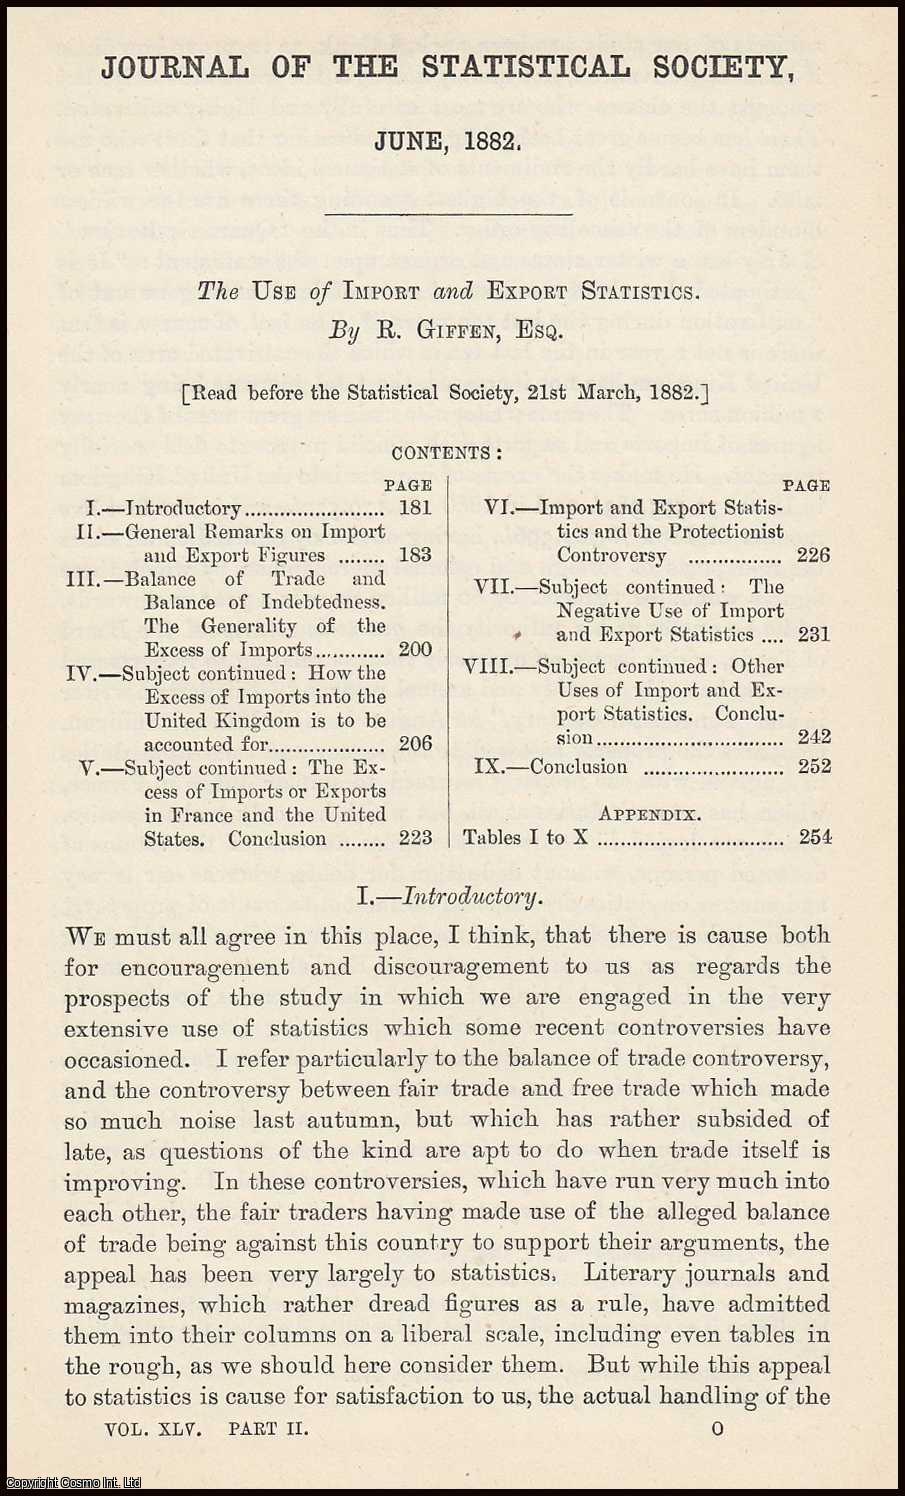 JOURNAL OF THE STATISTICAL SOCIETY,
JUNE, 1882.
The USE of IMPORT and EXPORT STATISTICS.
By R. GIFFEN, ESQ.
[Read before the Statistical Society, 21st March, 1882.]
CONTENTS:
PAGE
I.—Introductory........................ 181
II.—General Remarks on Import
and Export Figures ........ 183
III.—Balance of Trade and
Balance of Indebtedness.
The Generality of the
Excess of Imports............ 200
IV.—Subject continued: How the
Excess of Imports into the
United Kingdom is to be
accounted for.................... 206
V.—Subject continued: The Ex-
cess of Imports or Exports
in France and the United
States. Conclusion ........ 223
PAGE
VI.—Import and Export Statis-
tics and the Protectionist
Controversy ................ 226
VII.—Subject continued: The
Negative Use of Import
and Export Statistics .... 231
VIII.—Subject continued: Other
Uses of Import and Ex-
port Statistics. Conclu-
sion................................ 242
IX.—Conclusion ........................ 252
APPENDIX.
Tables I to X ................................ 254
I.—Introductory.
WE must all agree in this place, I think, that there is cause both
for encouragement and discouragement to us as regards the
prospects of the study in which we are engaged in the very
extensive use of statistics which some recent controversies have
occasioned. I refer particularly to the balance of trade controversy,
and the controversy between fair trade and free trade which made
so much noise last autumn, but which has rather subsided of
late, as questions of the kind are apt to do when trade itself is
improving. In these controversies, which have run very much into
each other, the fair traders having made use of the alleged balance
of trade being against this country to support their arguments, the
appeal has been very largely to statistics. Literary journals and
magazines, which rather dread figures as a rule, have admitted
them into their columns on a liberal scale, including even tables in
the rough, as we should here consider them. But while this appeal
to statistics is cause for satisfaction to us, the actual handling of the
VOL. XLV. PART II. O
Copyright Cosmo Int. Ltd